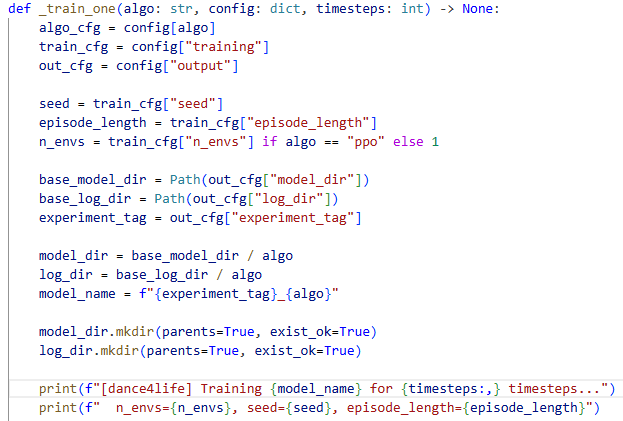 def _train_one(algo: str, config: dict, timesteps: int) -> None:
    algo_cfg = config[algo]
    train_cfg = config["training"]
    out_cfg = config["output"]

    seed = train_cfg["seed"]
    episode_length = train_cfg["episode_length"]
    n_envs = train_cfg["n_envs"] if algo == "ppo" else 1

    base_model_dir = Path(out_cfg["model_dir"])
    base_log_dir = Path(out_cfg["log_dir"])
    experiment_tag = out_cfg["experiment_tag"]

    model_dir = base_model_dir / algo
    log_dir = base_log_dir / algo
    model_name = f"{experiment_tag}_{algo}"

    model_dir.mkdir(parents=True, exist_ok=True)
    log_dir.mkdir(parents=True, exist_ok=True)

    print(f"[dance4life] Training {model_name} for {timesteps:,} timesteps...")
    print(f"  n_envs={n_envs}, seed={seed}, episode_length={episode_length}")